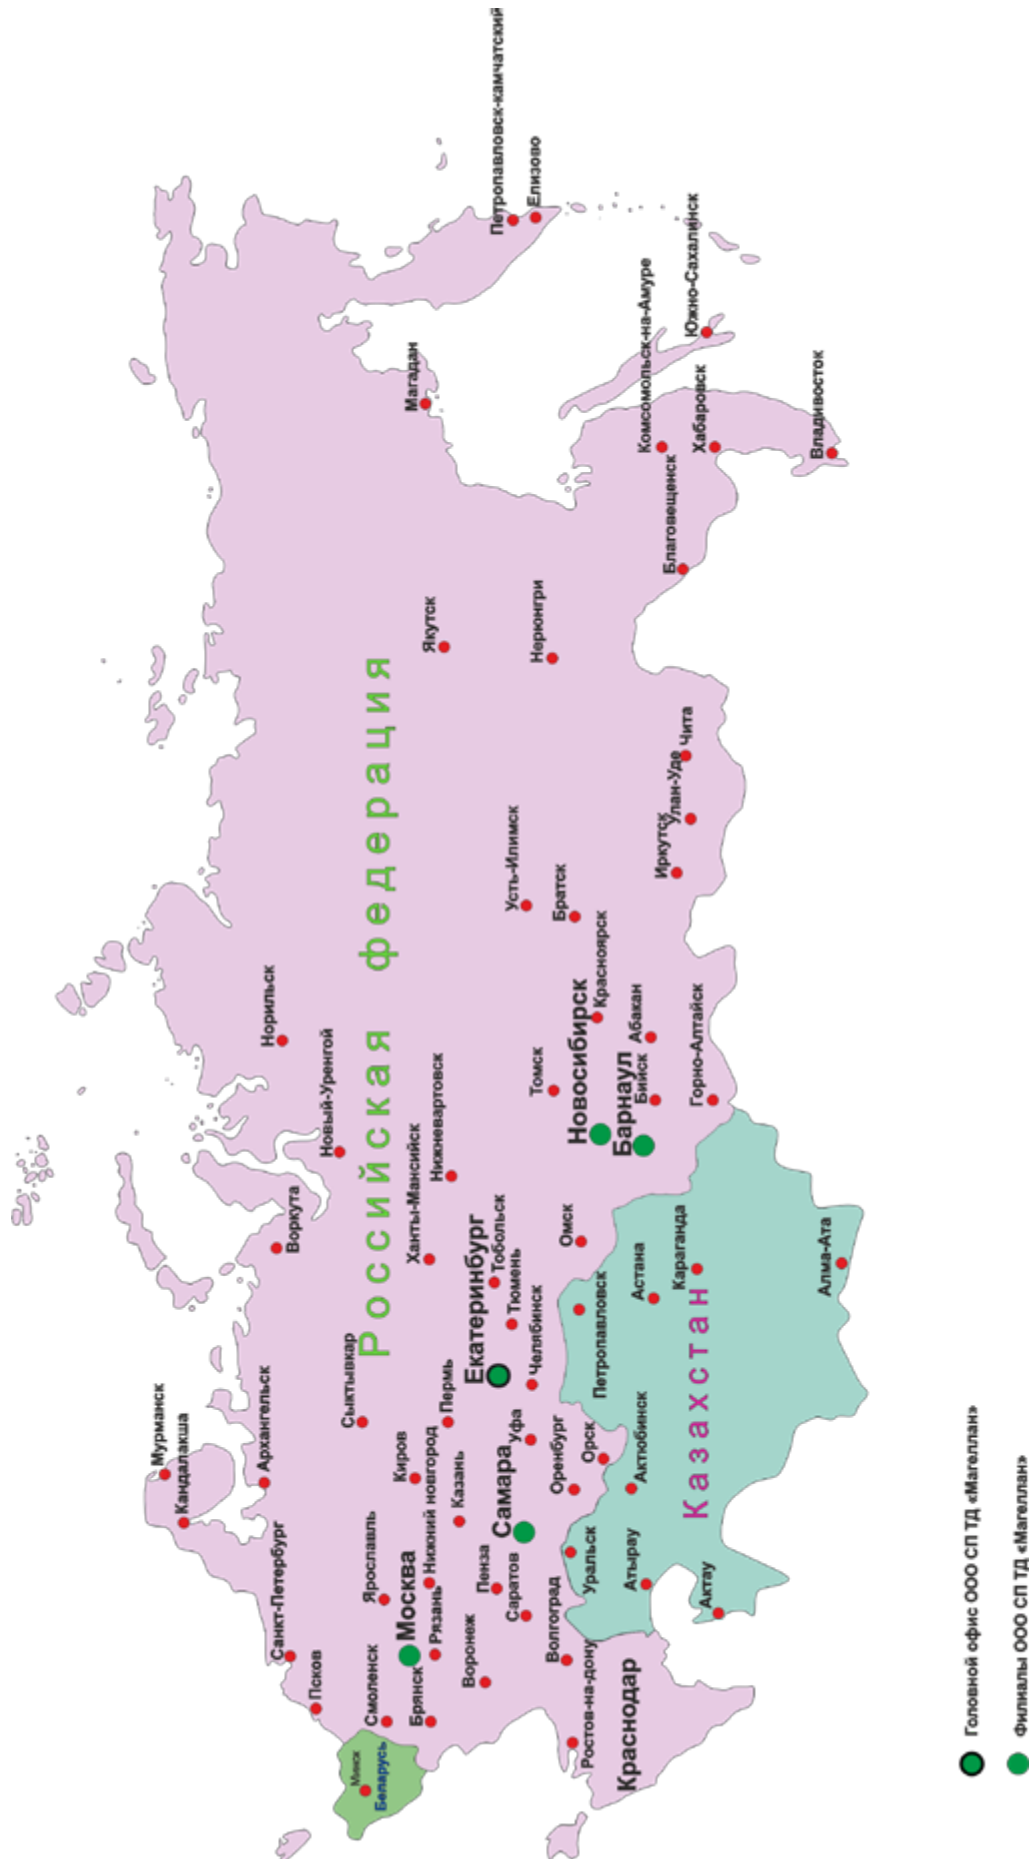 Мурманск
Кандалакша
Архангельск
Санкт-Петербург
Псков
Воркута
Норильск
Новый-Уренгой
Сыктывкар
Российская федерация
Минск
Беларусь
Смоленск
Ярославль
Москва
Брянск
Рязань
Нижний новгород
Киров
Пермь
Казань
Ханты-Мансийск
Нижневартовск
Якутск
Магадан
Воронеж
Пенза
Саратов
Самара
Уфа
Екатеринбург
Тобольск
Тюмень
Челябинск
Томск
Усть-Илимск
Братск
Нерюнгри
Петропавловск-камчатский
Елизово
Волгоград
Ростов-на-дону
Краснодар
Оренбург
Орск
Омск
Новосибирск
Красноярск
Барнаул
Бийск
Абакан
Горно-Алтайск
Иркутск
Улан-Удэ
Чита
Благовещенск
Комсомольск-на-Амуре
Хабаровск
Южно-Сахалинск
Владивосток
Уральск
Атырау
Актау
Актюбинск
Петропавловск
Астана
Караганда
Казахстан
Алма-Ата
Головной офис ООО СП ТД «Магеллан»
Филиалы ООО СП ТД «Магеллан»